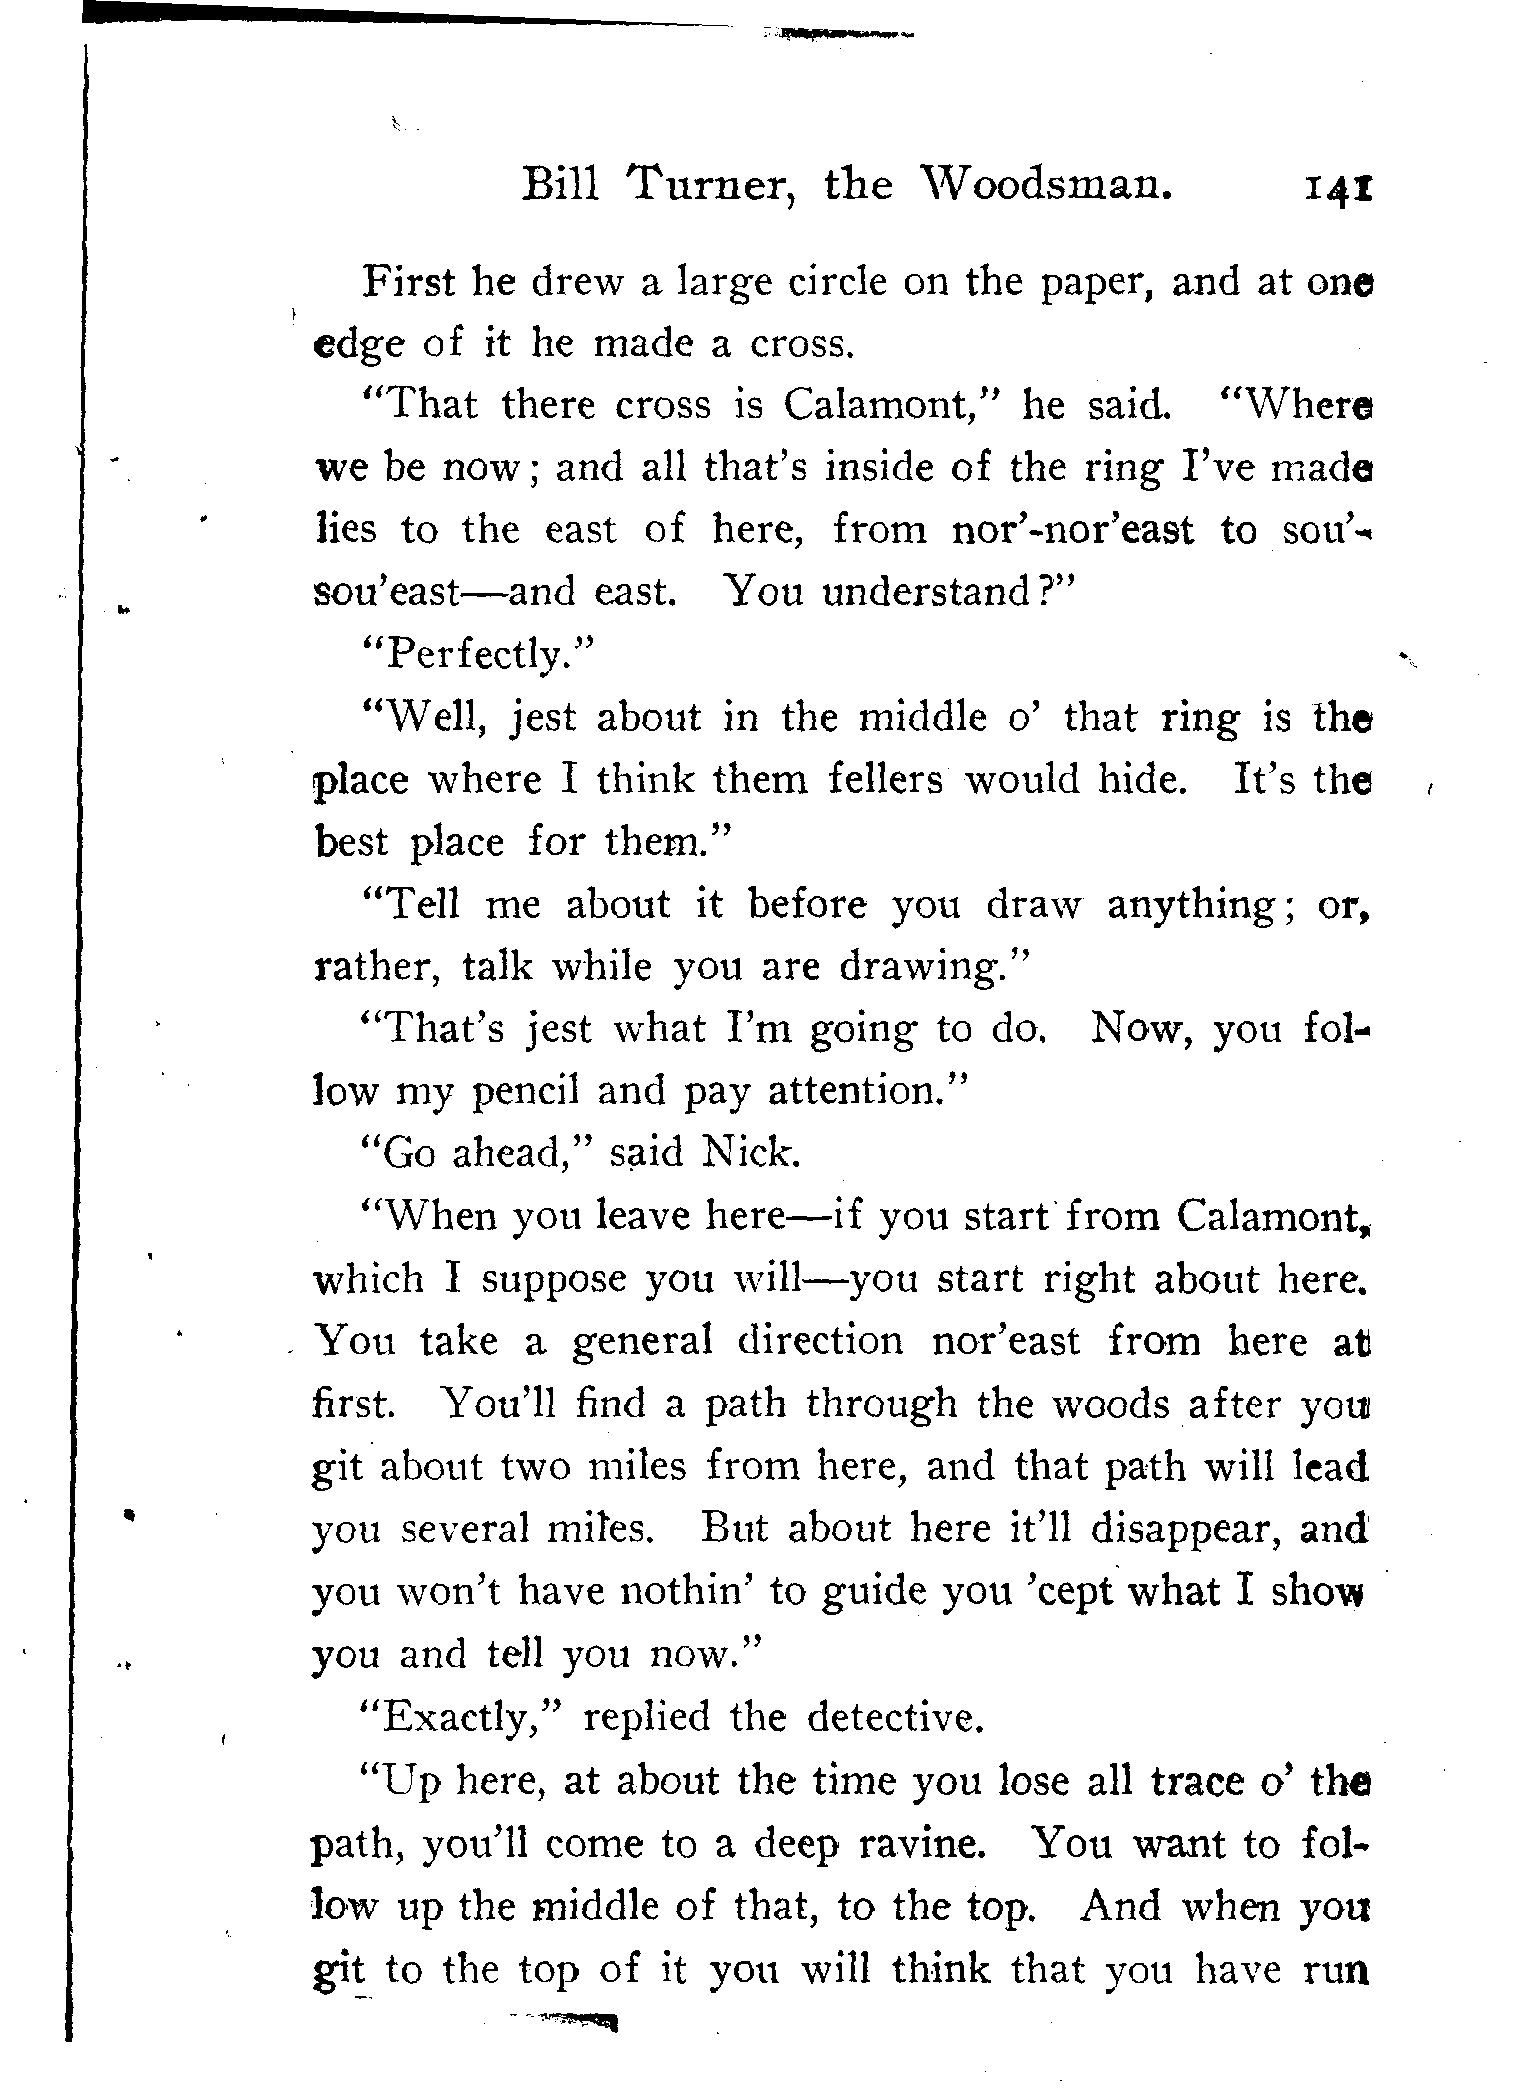 Bill Turner, the Woodsman. 141
First he drew a large circle on the paper, and at one
edge of it he made a cross.
“That there cross is Calamont,” he said. “Where
we be now; and all that’s inside of the ring I’ve made
lies to the east of here, from nor’-nor’east to sou’-
sou’east—and east. You understand?”
“Perfectly.”
“Well, jest about in the middle o’ that ring is the
place where I think them fellers would hide. It’s the
best place for them.”
“Tell me about it before you draw anything; or,
rather, talk while you are drawing.”
“That’s jest what I’m going to do. Now, you fol-
low my pencil and pay attention.”
“Go ahead,” said Nick.
“When you leave here—if you start from Calamont,
which I suppose you will—you start right about here.
You take a general direction nor’east from here at
first. You’ll find a path through the woods after you
git about two miles from here, and that path will lead
you several miles. But about here it’ll disappear, and
you won’t have nothin’ to guide you ’cept what I show
you and tell you now.”
“Exactly,” replied the detective.
“Up here, at about the time you lose all trace o’ the
path, you’ll come to a deep ravine. You want to fol-
low up the middle of that, to the top. And when you
git to the top of it you will think that you have run